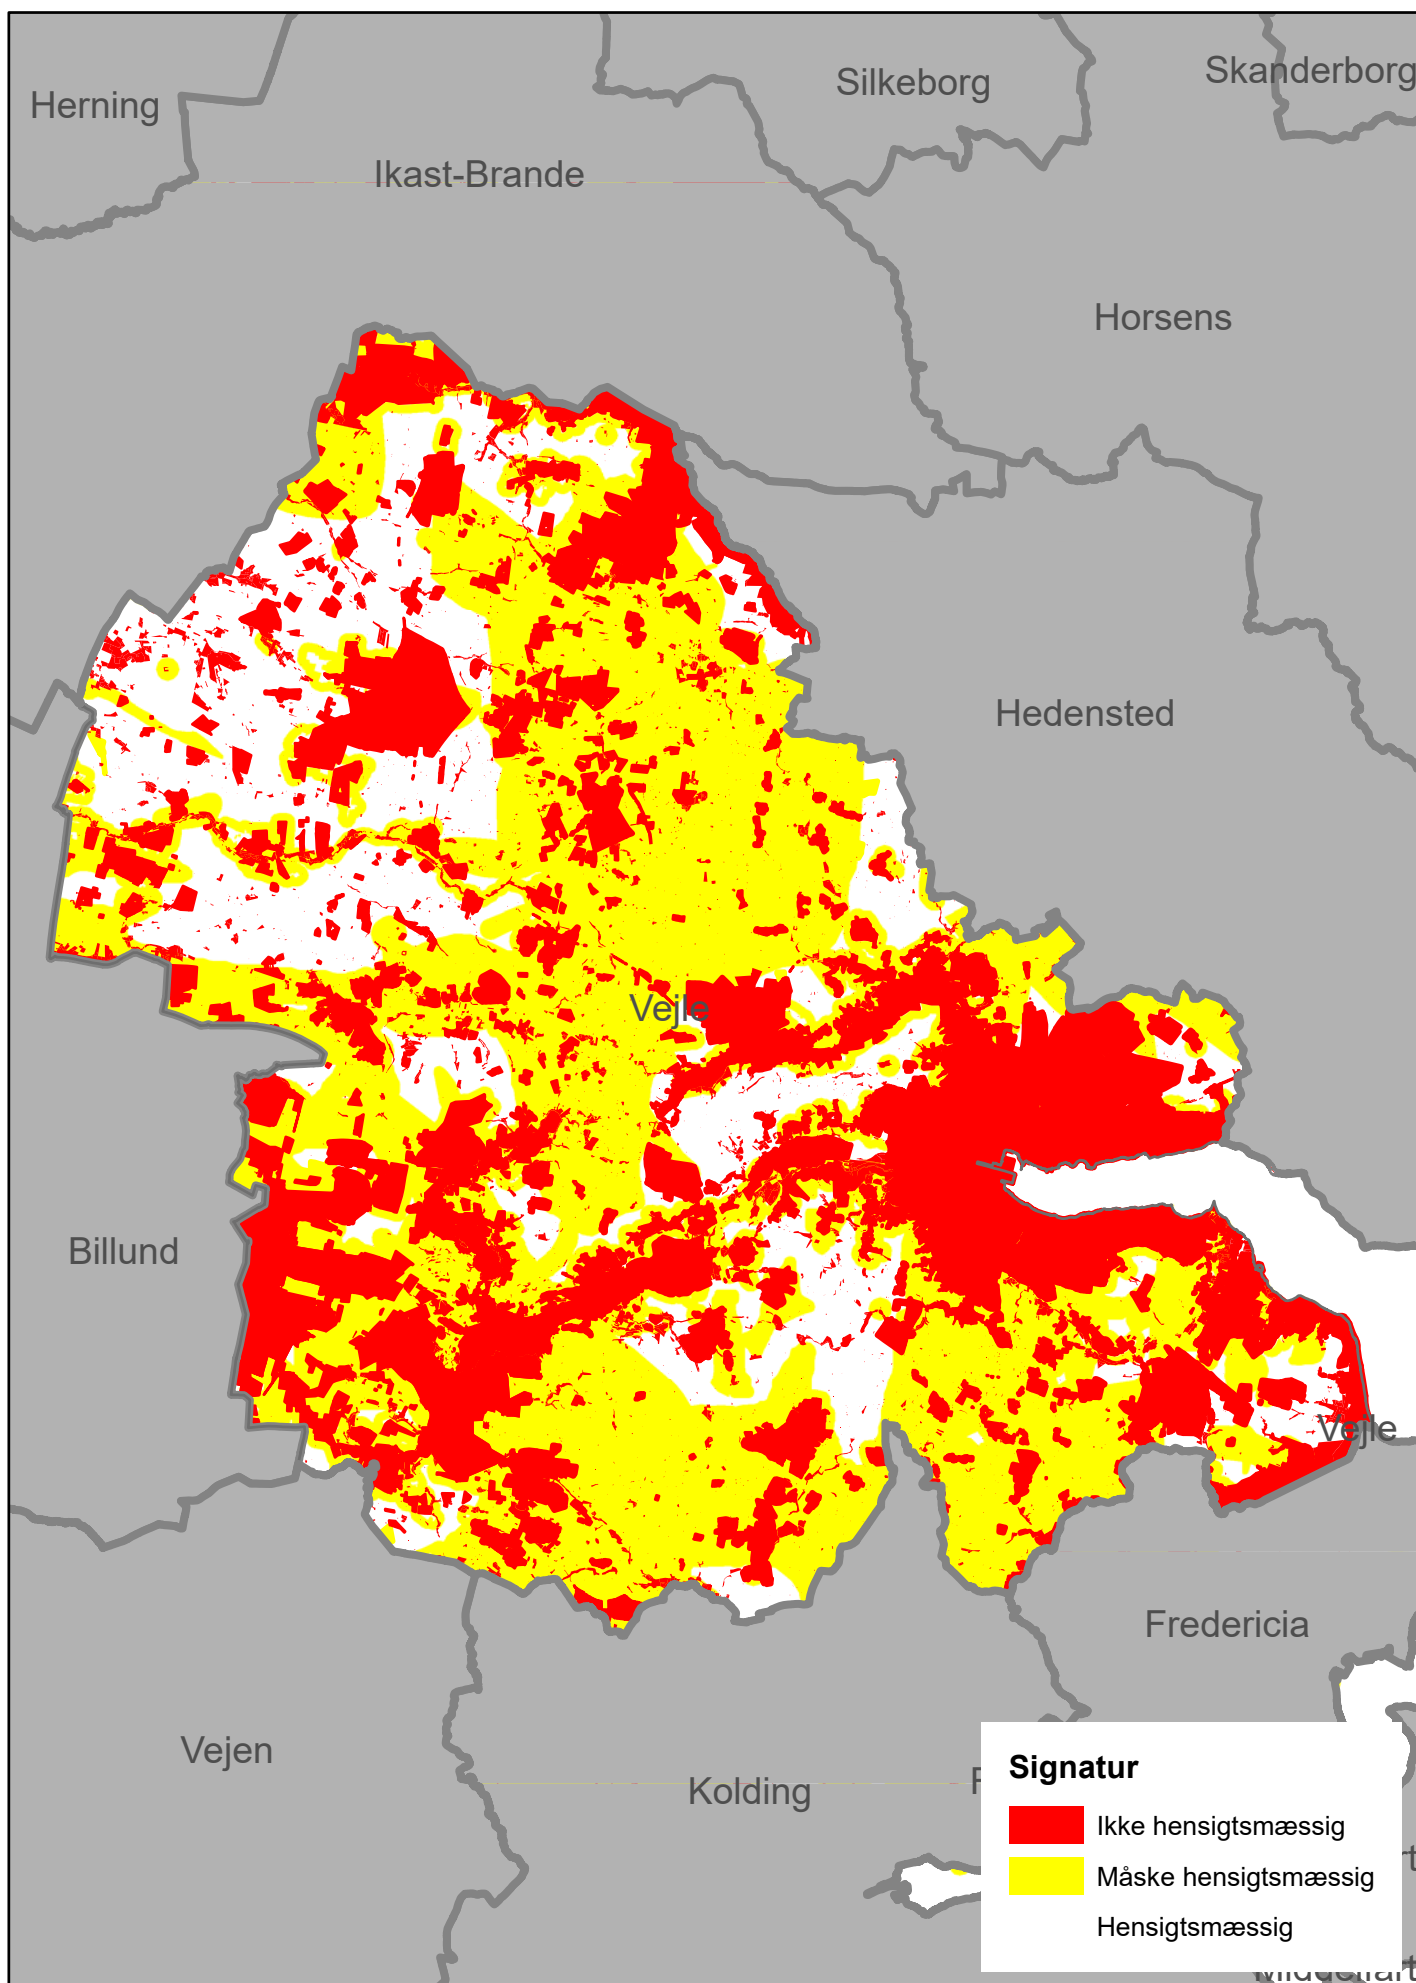 Skanderborg
Silkeborg
Herning
Ikast-Brande
Horsens
Hedensted
Vejle
Billund
Vejle
Fredericia
Vejen
Kolding
Signatur
Ikke hensigtsmæssig
Måske hensigtsmæssig
Hensigtsmæssig